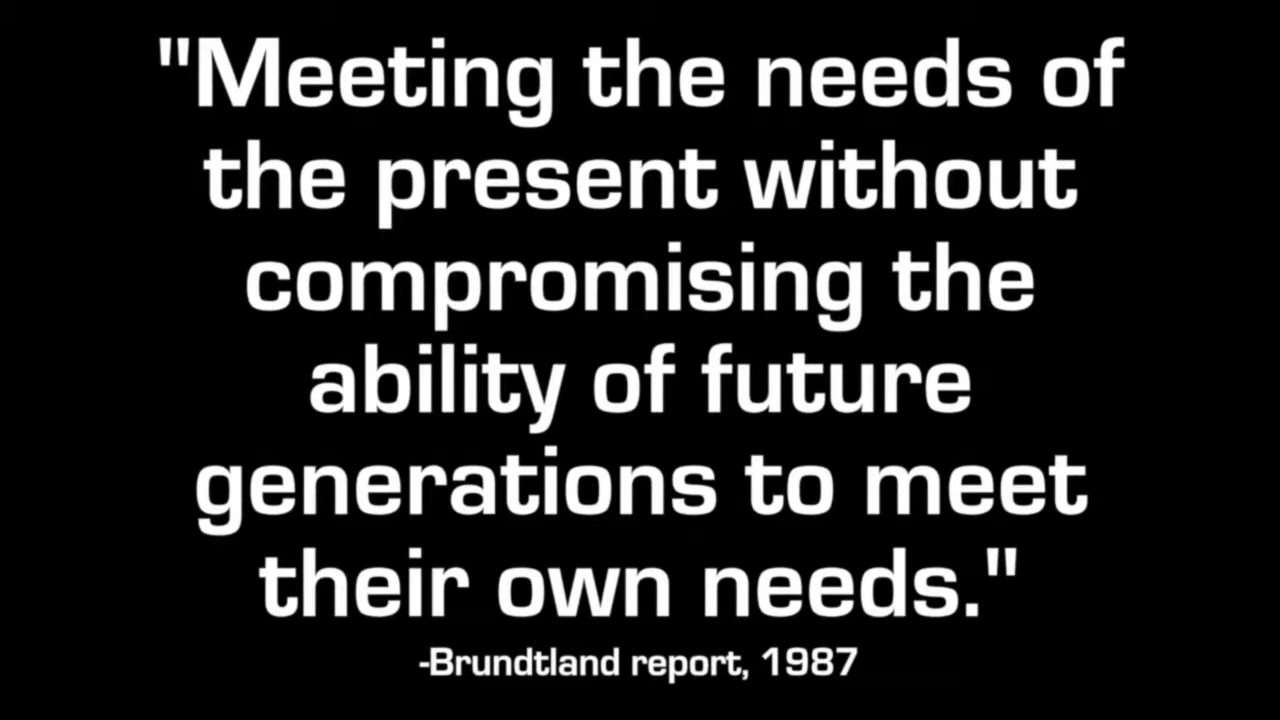 "Meeting the needs of
the present without
compromising the
ability of future
generations to meet
their own needs."
-Brundtland report, 1987